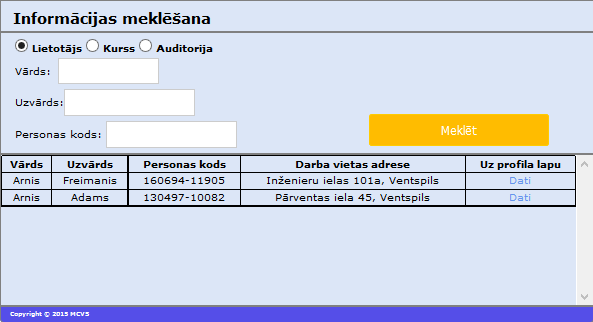 Informācijas meklēšana
Lietotājs Kurss Auditorija
Vārds:
Uzvārds:
Personas kods:
Meklēt
Vārds Uzvārds Personas kods Darba vietas adrese Uz profila lapu
Arnis Freimanis 160694-11905 Inženieru ielas 101a, Ventspils Dati
Arnis Adams 130497-10082 Pārventas iela 45, Ventspils Dati
Copyright © 2015 MCVS